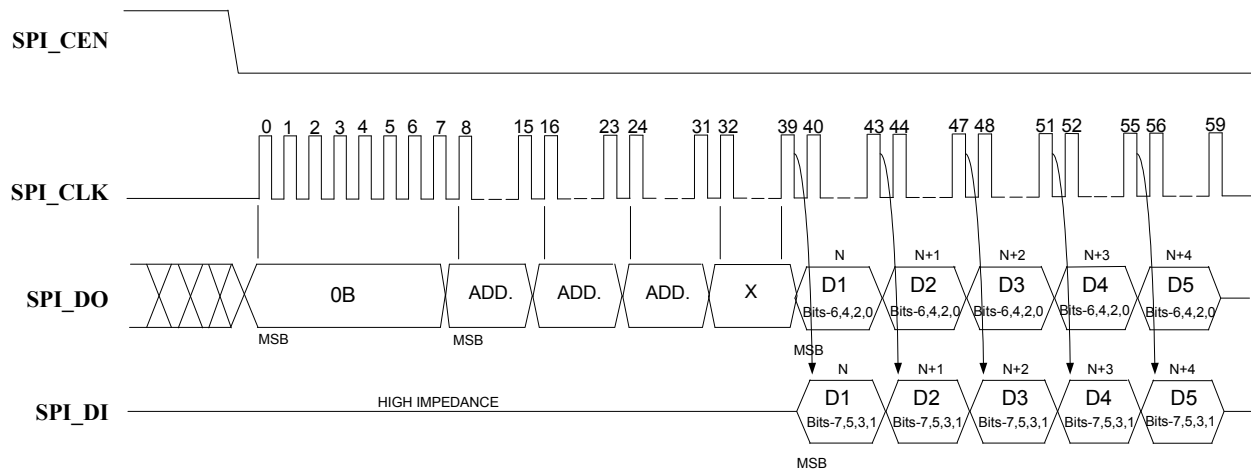 SPI_CEN
0 1 2 3 4 5 6 7 8 15 16 23 24 31 32 39 40 43 44 47 48 51 52 55 56 59
SPI_CLK
N N+1 N+2 N+3 N+4
SPI_DO
0B ADD. ADD. ADD. X D1 D2 D3 D4 D5
Bits-6,4,2,0 Bits-6,4,2,0 Bits-6,4,2,0 Bits-6,4,2,0 Bits-6,4,2,0
MSB MSB MSB
N N+1 N+2 N+3 N+4
SPI_DI
HIGH IMPEDANCE
D1 D2 D3 D4 D5
Bits-7,5,3,1 Bits-7,5,3,1 Bits-7,5,3,1 Bits-7,5,3,1 Bits-7,5,3,1
MSB